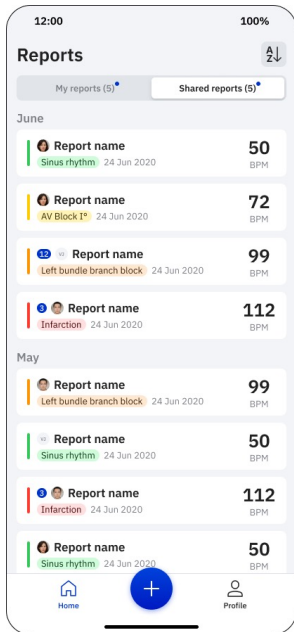 12:00 100%
Reports
A
Z
My reports (5) Shared reports (5)
June
Report name
Sinus rhythm 24 Jun 2020
50
BPM
Report name
AV Block I° 24 Jun 2020
72
BPM
12 Report name
Left bundle branch block 24 Jun 2020
99
BPM
3 Report name
Infarction 24 Jun 2020
112
BPM
May
Report name
Left bundle branch block 24 Jun 2020
99
BPM
Report name
Sinus rhythm 24 Jun 2020
50
BPM
3 Report name
Infarction 24 Jun 2020
112
BPM
Report name
Sinus rhythm 24 Jun 2020
50
BPM
Home
Profile